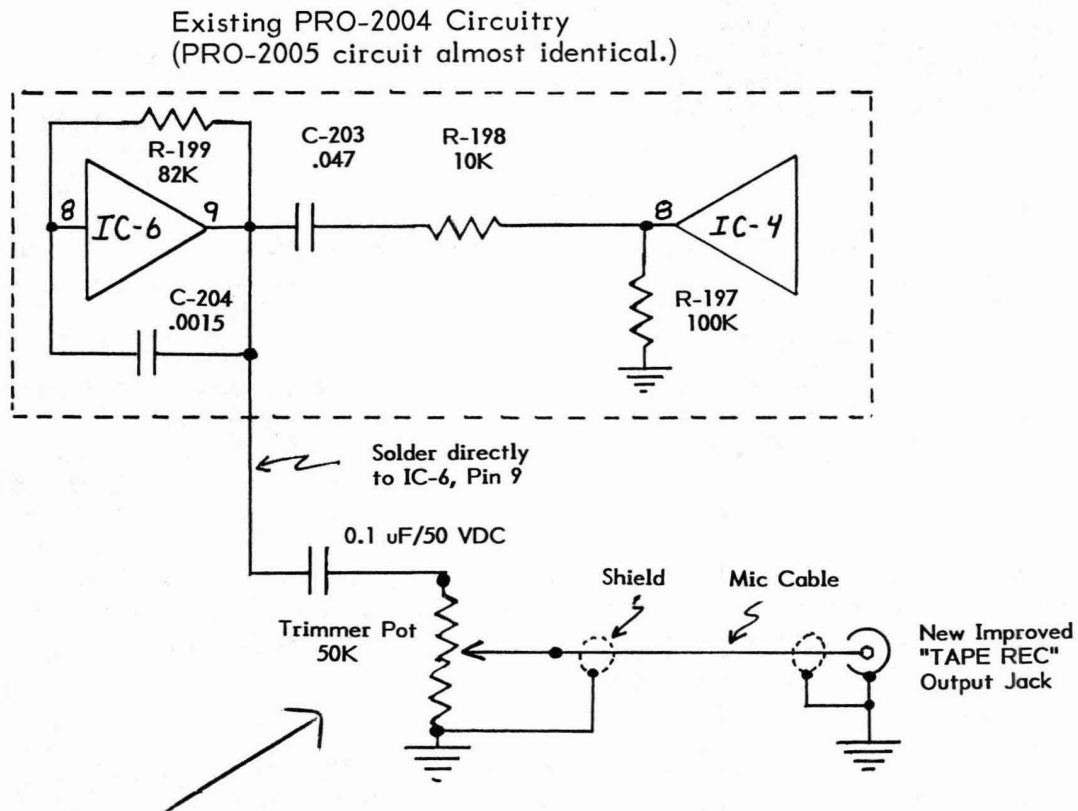 Existing PRO-2004 Circuitry
(PRO-2005 circuit almost identical.)
R-199
82K
C-203
.047
R-198
10K
8
IC-6
9
8
IC-4
C-204
.0015
R-197
100K
Solder directly
to IC-6, Pin 9
0.1 uF/50 VDC
Trimmer Pot
50K
Shield
Mic Cable
New Improved
"TAPE REC"
Output Jack